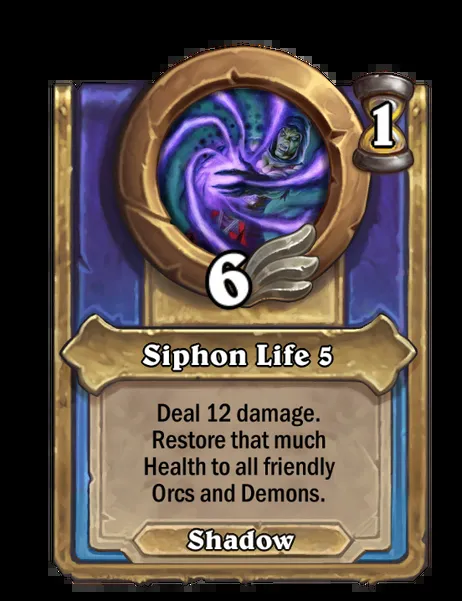 1
6
Siphon Life 5
Deal 12 damage.
Restore that much
Health to all friendly
Orcs and Demons.
Shadow